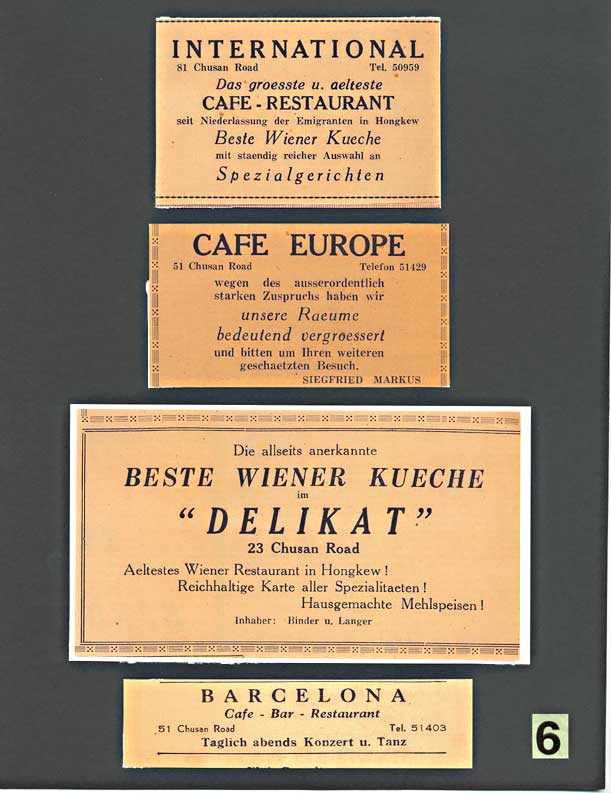 INTERNATIONAL
81 Chusan Road Tel. 50959
Das groesste u. aelteste
CAFE - RESTAURANT
seit Niederlassung der Emigranten in Hongkew
Beste Wiener Kueche
mit staendig reicher Auswahl an
Spezialgerichten
CAFE EUROPE
51 Chusan Road Telefon 51429
wegen des ausserordentlich
starken Zuspruchs haben wir
unsere Raeume
bedeutend vergroessert
und bitten um Ihren weiteren
geschaetzten Besuch.
SIEGFRIED MARKUS
Die allseits anerkannte
BESTE WIENER KUECHE
im
“DELIKAT”
23 Chusan Road
Aeltestes Wiener Restaurant in Hongkew !
Reichhaltige Karte aller Spezialitaeten !
Hausgemachte Mehlspeisen !
Inhaber: Binder u. Langer
BARCELONA
Cafe - Bar - Restaurant
51 Chusan Road Tel. 51403
Taglich abends Konzert u. Tanz
6